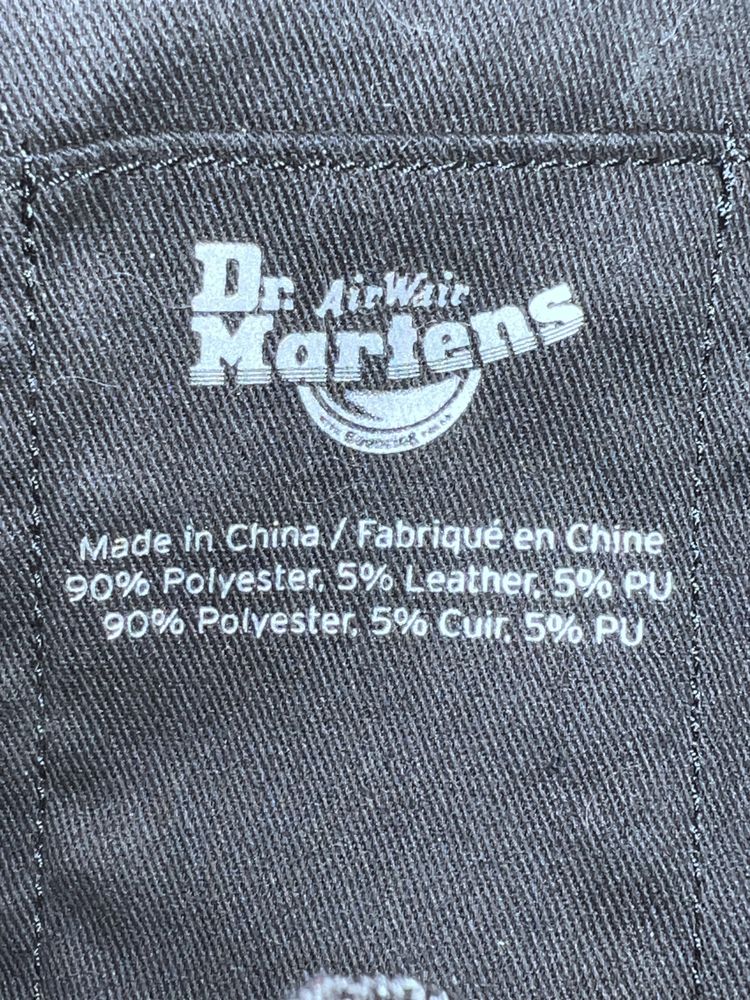 Dr. AirWair
Martens
Made in China / Fabriqué en Chine
90% Polyester, 5% Leather, 5% PU
90% Polyester, 5% Cuir, 5% PU